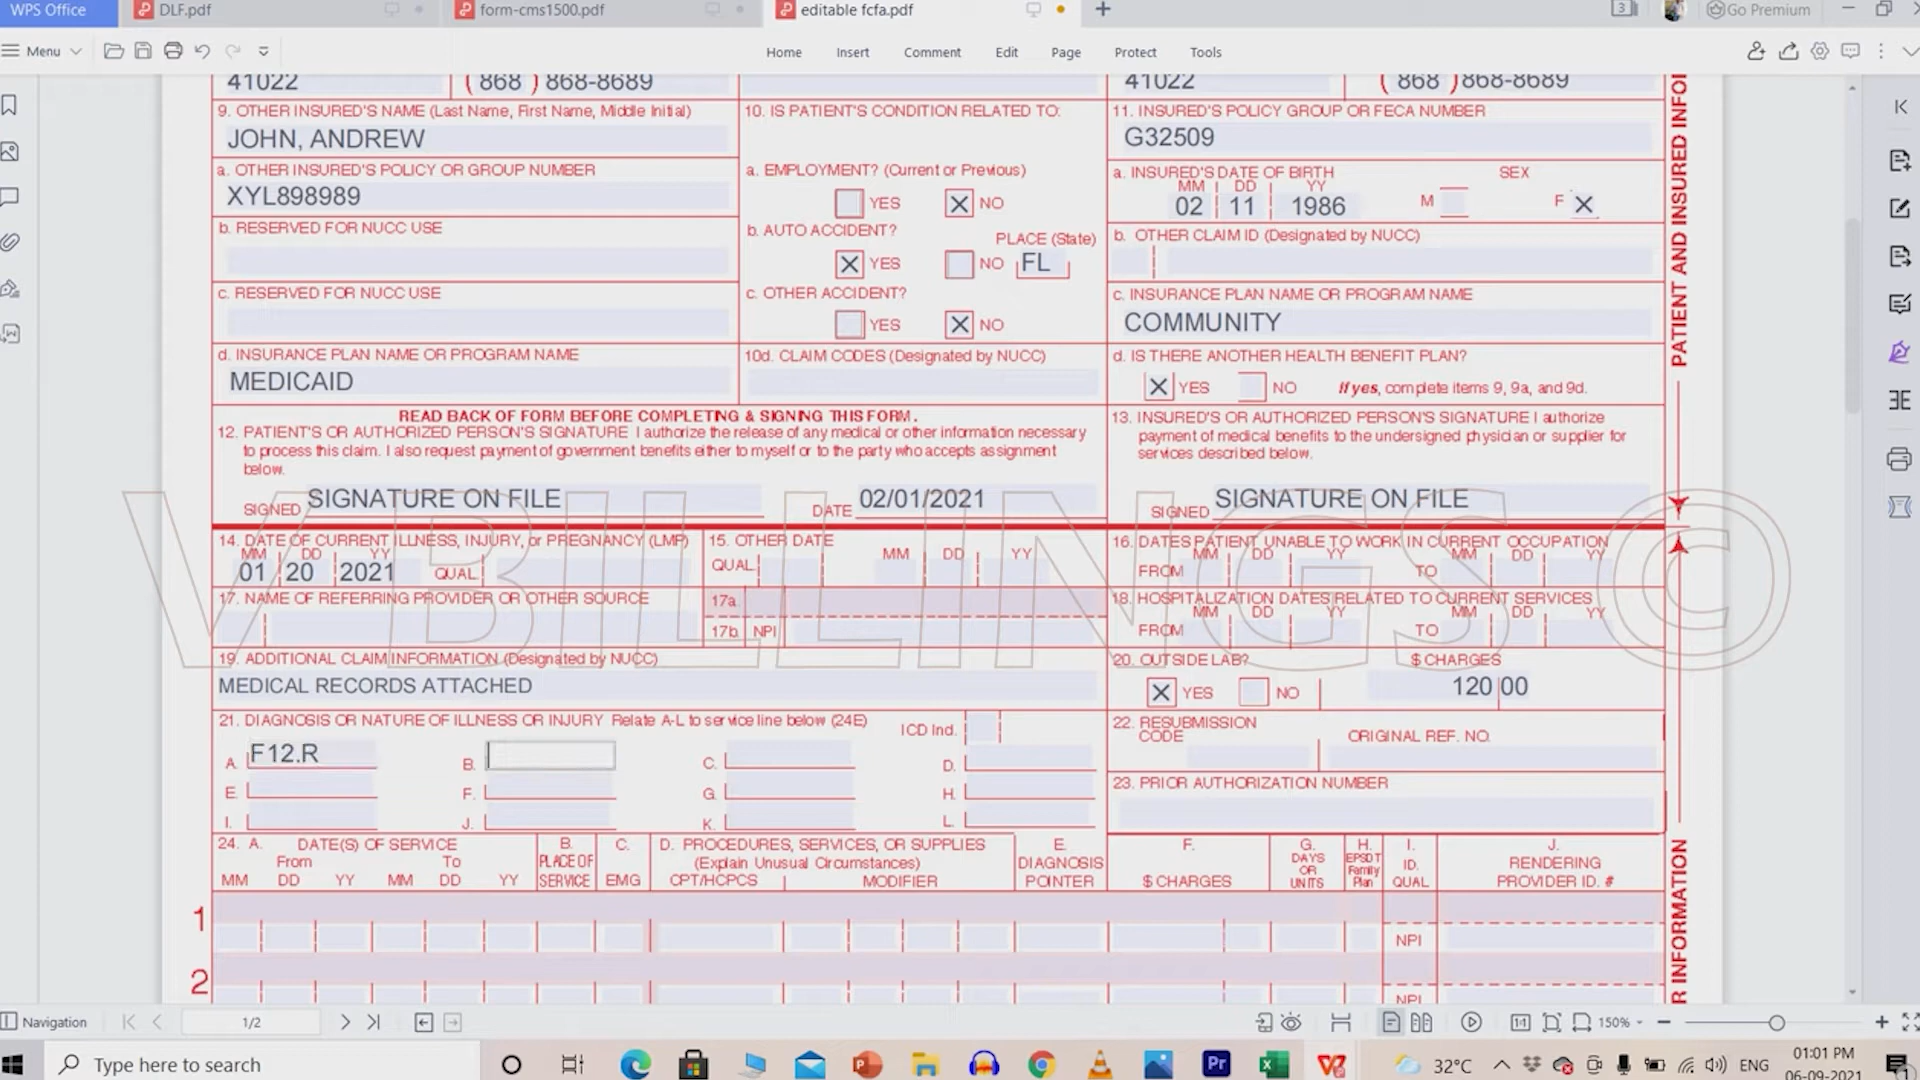 WPS Office
DLF.pdf
form-cms1500.pdf
editable fcfa.pdf
3
Go Premium
Menu
Home
Insert
Comment
Edit
Page
Protect
Tools
41022
( 868 ) 868-8689
41022
( 868 ) 868-8689
9. OTHER INSURED'S NAME (Last Name, First Name, Middle Initial)
JOHN, ANDREW
10. IS PATIENT'S CONDITION RELATED TO:
11. INSURED'S POLICY GROUP OR FECA NUMBER
G32509
a. OTHER INSURED'S POLICY OR GROUP NUMBER
XYL898989
a. EMPLOYMENT? (Current or Previous)
YES
X NO
a. INSURED'S DATE OF BIRTH
SEX
MM DD YY
02 11 1986
M
F X
b. RESERVED FOR NUCC USE
b. AUTO ACCIDENT?
PLACE (State)
X YES
NO
FL
b. OTHER CLAIM ID (Designated by NUCC)
c. RESERVED FOR NUCC USE
c. OTHER ACCIDENT?
YES
X NO
c. INSURANCE PLAN NAME OR PROGRAM NAME
COMMUNITY
d. INSURANCE PLAN NAME OR PROGRAM NAME
MEDICAID
10d. CLAIM CODES (Designated by NUCC)
d. IS THERE ANOTHER HEALTH BENEFIT PLAN?
X YES
NO
If yes, complete items 9, 9a, and 9d.
PATIENT AND INSURED INFO
READ BACK OF FORM BEFORE COMPLETING & SIGNING THIS FORM.
12. PATIENT'S OR AUTHORIZED PERSON'S SIGNATURE I authorize the release of any medical or other information necessary
to process this claim. I also request payment of government benefits either to myself or to the party who accepts assignment
below.
SIGNED SIGNATURE ON FILE
DATE 02/01/2021
13. INSURED'S OR AUTHORIZED PERSON'S SIGNATURE I authorize
payment of medical benefits to the undersigned physician or supplier for
services described below.
SIGNED SIGNATURE ON FILE
V BILLINGS ©
14. DATE OF CURRENT ILLNESS, INJURY, or PREGNANCY (LMP)
MM DD YY
01 20 2021
QUAL.
15. OTHER DATE
QUAL.
MM DD YY
16. DATES PATIENT UNABLE TO WORK IN CURRENT OCCUPATION
MM DD YY MM DD YY
FROM TO
17. NAME OF REFERRING PROVIDER OR OTHER SOURCE
17a.
17b. NPI
18. HOSPITALIZATION DATES RELATED TO CURRENT SERVICES
MM DD YY MM DD YY
FROM TO
19. ADDITIONAL CLAIM INFORMATION (Designated by NUCC)
MEDICAL RECORDS ATTACHED
20. OUTSIDE LAB?
$ CHARGES
X YES
NO
120 00
21. DIAGNOSIS OR NATURE OF ILLNESS OR INJURY Relate A-L to service line below (24E)
ICD Ind.
A. F12.R
B.
C.
D.
E.
F.
G.
H.
I.
J.
K.
L.
22. RESUBMISSION
CODE
ORIGINAL REF. NO.
23. PRIOR AUTHORIZATION NUMBER
24. A. DATE(S) OF SERVICE
From To
MM DD YY MM DD YY
B.
PLACE OF
SERVICE
C.
EMG
D. PROCEDURES, SERVICES, OR SUPPLIES
(Explain Unusual Circumstances)
CPT/HCPCS MODIFIER
E.
DIAGNOSIS
POINTER
F.
$ CHARGES
G.
DAYS
OR
UNITS
H.
EPSDT
Family
Plan
I.
ID.
QUAL.
J.
RENDERING
PROVIDER ID. #
1
NPI
2
NPI
R INFORMATION
Navigation
1/2
150%
Type here to search
Pr
32°C
ENG
01:01 PM
06-09-2021
1